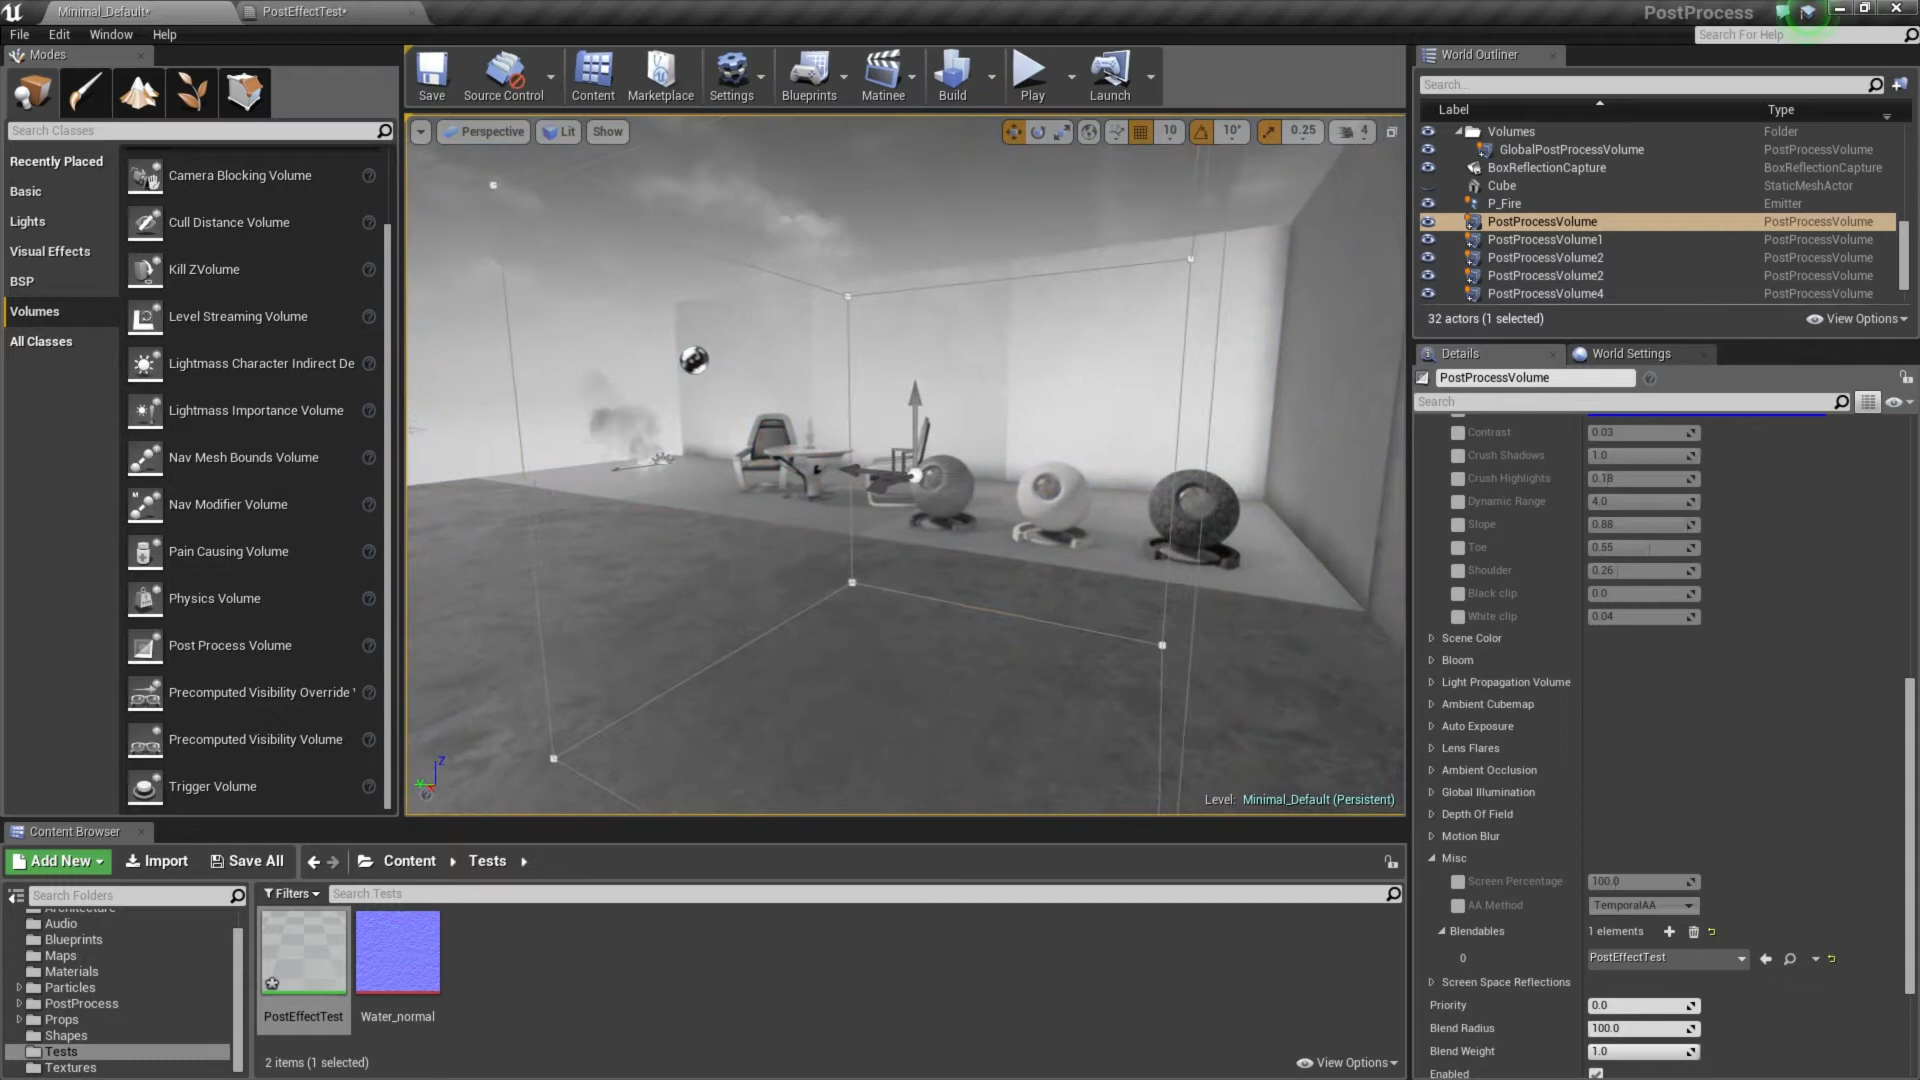 Minimal_Default*
PostEffectTest*
PostProcess
File Edit Window Help
Search For Help
Modes
Search Classes
Recently Placed
Basic
Lights
Visual Effects
BSP
Volumes
All Classes
Camera Blocking Volume
Cull Distance Volume
Kill ZVolume
Level Streaming Volume
Lightmass Character Indirect De
Lightmass Importance Volume
Nav Mesh Bounds Volume
Nav Modifier Volume
Pain Causing Volume
Physics Volume
Post Process Volume
Precomputed Visibility Override
Precomputed Visibility Volume
Trigger Volume
Save
Source Control
Content
Marketplace
Settings
Blueprints
Matinee
Build
Play
Launch
Perspective
Lit
Show
10
10°
0.25
4
Z
Level: Minimal_Default (Persistent)
World Outliner
Search...
Label Type
Volumes Folder
GlobalPostProcessVolume PostProcessVolume
BoxReflectionCapture BoxReflectionCapture
Cube StaticMeshActor
P_Fire Emitter
PostProcessVolume PostProcessVolume
PostProcessVolume1 PostProcessVolume
PostProcessVolume2 PostProcessVolume
PostProcessVolume2 PostProcessVolume
PostProcessVolume4 PostProcessVolume
32 actors (1 selected)
View Options
Details
World Settings
PostProcessVolume
Search
Contrast 0.03
Crush Shadows 1.0
Crush Highlights 0.18
Dynamic Range 4.0
Slope 0.88
Toe 0.55
Shoulder 0.26
Black clip 0.0
White clip 0.04
Scene Color
Bloom
Light Propagation Volume
Ambient Cubemap
Auto Exposure
Lens Flares
Ambient Occlusion
Global Illumination
Depth Of Field
Motion Blur
Misc
Screen Percentage 100.0
AA Method TemporalAA
Blendables 1 elements
0 PostEffectTest
Screen Space Reflections
Priority 0.0
Blend Radius 100.0
Blend Weight 1.0
Enabled
Content Browser
Add New
Import
Save All
Content
Tests
Search Folders
Filters
Search Tests
Architecture
Audio
Blueprints
Maps
Materials
Particles
PostProcess
Props
Shapes
Tests
Textures
PostEffectTest
Water_normal
2 items (1 selected)
View Options